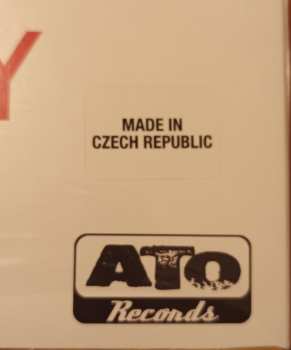 Y
MADE IN
CZECH REPUBLIC
ATO
Records